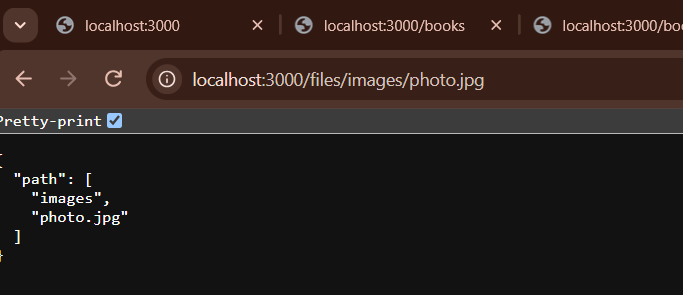 localhost:3000
localhost:3000/books
localhost:3000/boo
localhost:3000/files/images/photo.jpg
Pretty-print
{
"path": [
"images",
"photo.jpg"
]
}